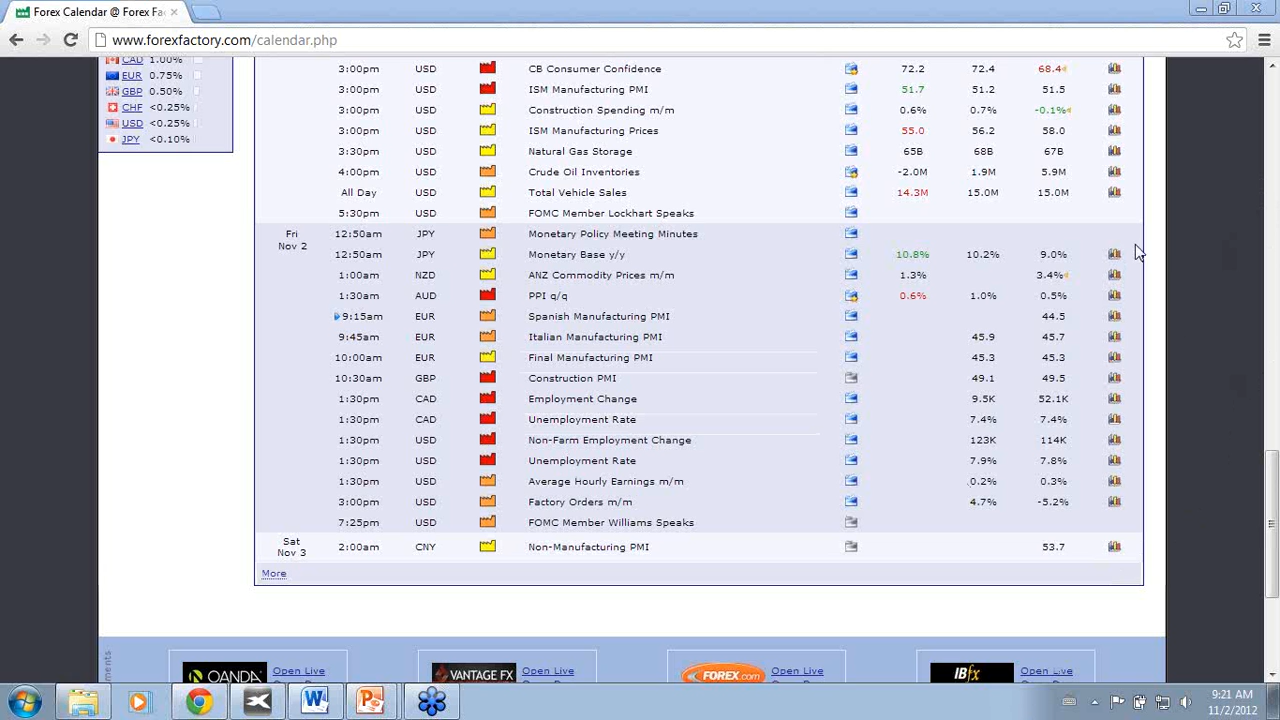 Forex Calendar @ Forex Fac
www.forexfactory.com/calendar.php
CAD 1.00%
EUR 0.75%
GBP 0.50%
CHF <0.25%
USD <0.25%
JPY <0.10%
3:00pm USD CB Consumer Confidence 72.2 72.4 68.4
3:00pm USD ISM Manufacturing PMI 51.7 51.2 51.5
3:00pm USD Construction Spending m/m 0.6% 0.7% -0.1%
3:00pm USD ISM Manufacturing Prices 55.0 56.2 58.0
3:30pm USD Natural Gas Storage 65B 68B 67B
4:00pm USD Crude Oil Inventories -2.0M 1.9M 5.9M
All Day USD Total Vehicle Sales 14.3M 15.0M 15.0M
5:30pm USD FOMC Member Lockhart Speaks
Fri
Nov 2
12:50am JPY Monetary Policy Meeting Minutes
12:50am JPY Monetary Base y/y 10.8% 10.2% 9.0%
1:00am NZD ANZ Commodity Prices m/m 1.3% 3.4%
1:30am AUD PPI q/q 0.6% 1.0% 0.5%
9:15am EUR Spanish Manufacturing PMI 44.5
9:45am EUR Italian Manufacturing PMI 45.9 45.7
10:00am EUR Final Manufacturing PMI 45.3 45.3
10:30am GBP Construction PMI 49.1 49.5
1:30pm CAD Employment Change 9.5K 52.1K
1:30pm CAD Unemployment Rate 7.4% 7.4%
1:30pm USD Non-Farm Employment Change 123K 114K
1:30pm USD Unemployment Rate 7.9% 7.8%
1:30pm USD Average Hourly Earnings m/m 0.2% 0.3%
3:00pm USD Factory Orders m/m 4.7% -5.2%
7:25pm USD FOMC Member Williams Speaks
Sat
Nov 3
2:00am CNY Non-Manufacturing PMI 53.7
More
OANDA Open Live
VANTAGE FX Open Live
FOREX.com Open Live
IBfx Open Live
9:21 AM
11/2/2012